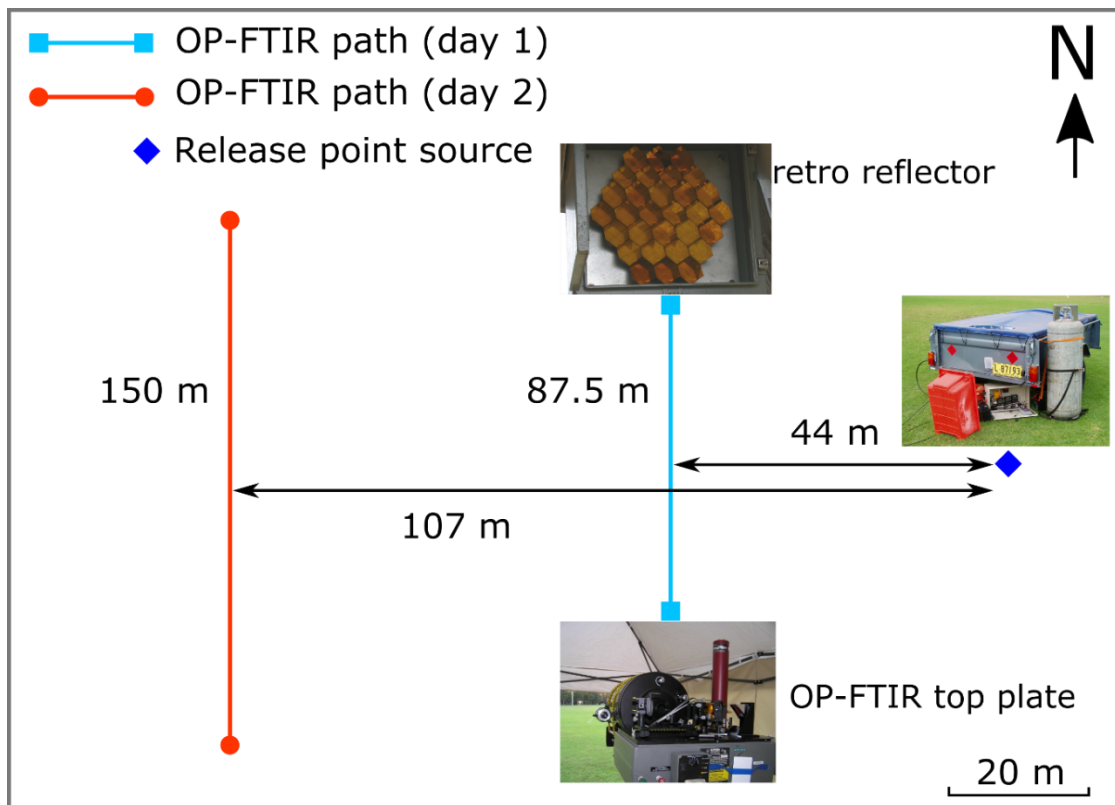 OP-FTIR path (day 1)
OP-FTIR path (day 2)
Release point source
N
retro reflector
150 m
87.5 m
44 m
107 m
OP-FTIR top plate
20 m